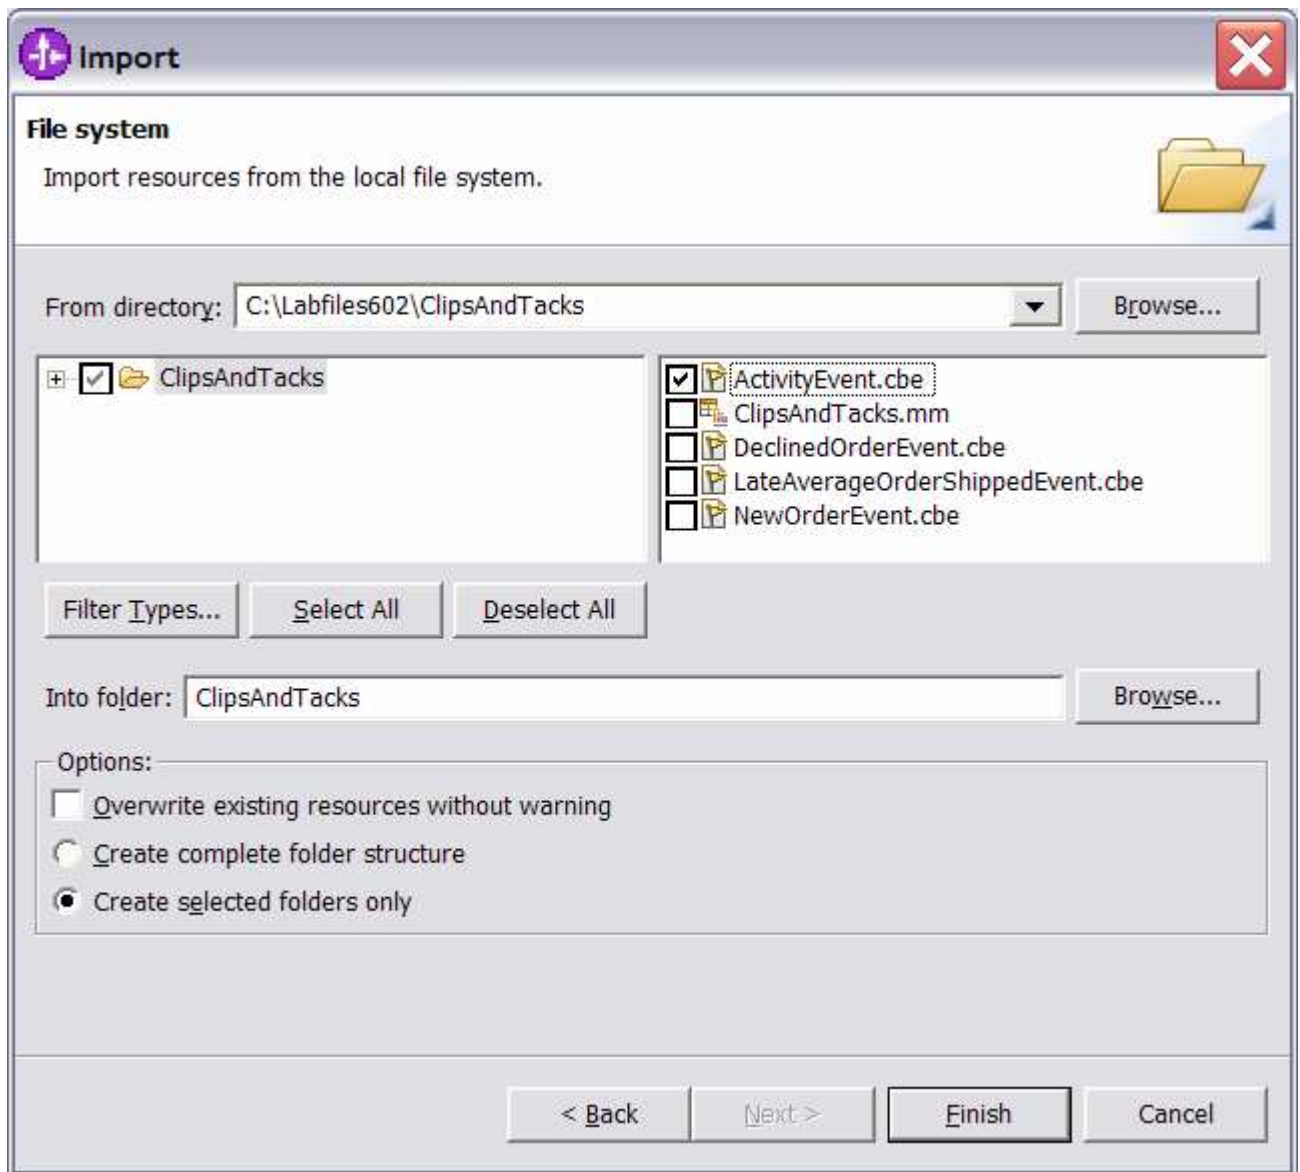 Import
File system
Import resources from the local file system.
From directory: C:\Labfiles602\ClipsAndTacks Browse...
ClipsAndTacks
ActivityEvent.cbe
ClipsAndTacks.mm
DeclinedOrderEvent.cbe
LateAverageOrderShippedEvent.cbe
NewOrderEvent.cbe
Filter Types... Select All Deselect All
Into folder: ClipsAndTacks Browse...
Options:
Overwrite existing resources without warning
Create complete folder structure
Create selected folders only
< Back Next > Finish Cancel